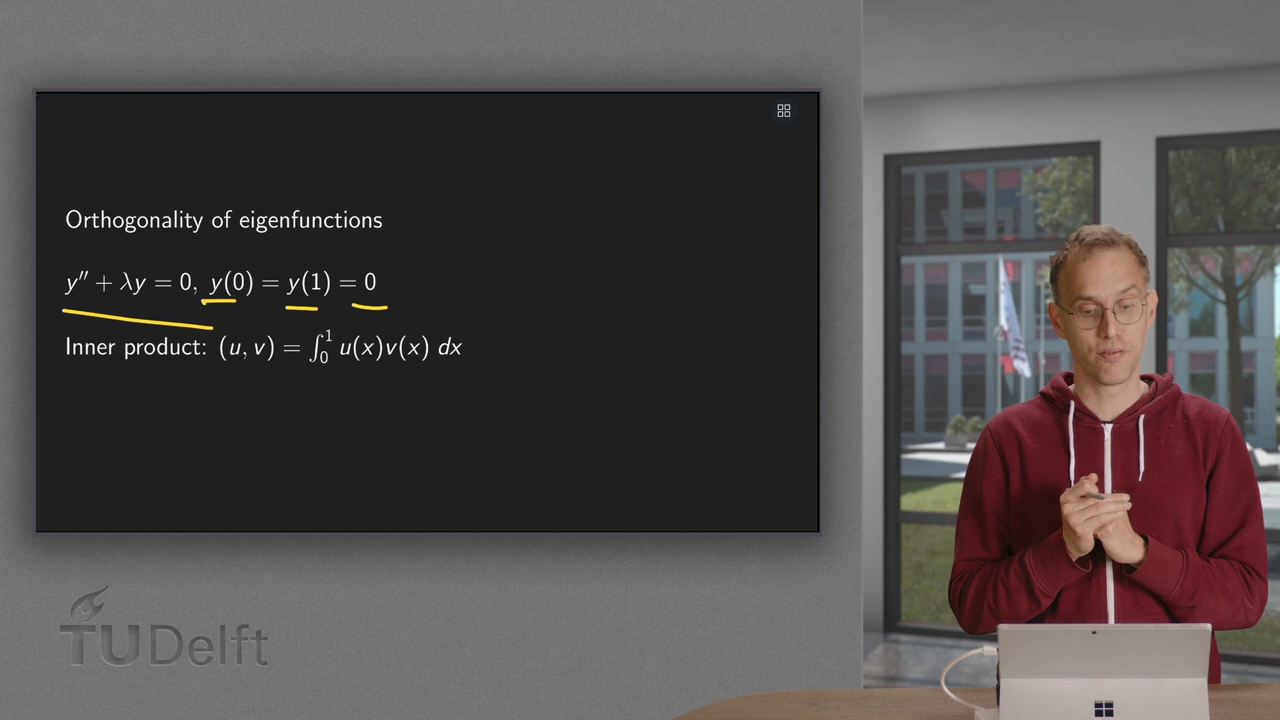 Orthogonality of eigenfunctions
y″ + λy = 0, y(0) = y(1) = 0
Inner product: (u, v) = ∫₀¹ u(x)v(x) dx
TUDelft